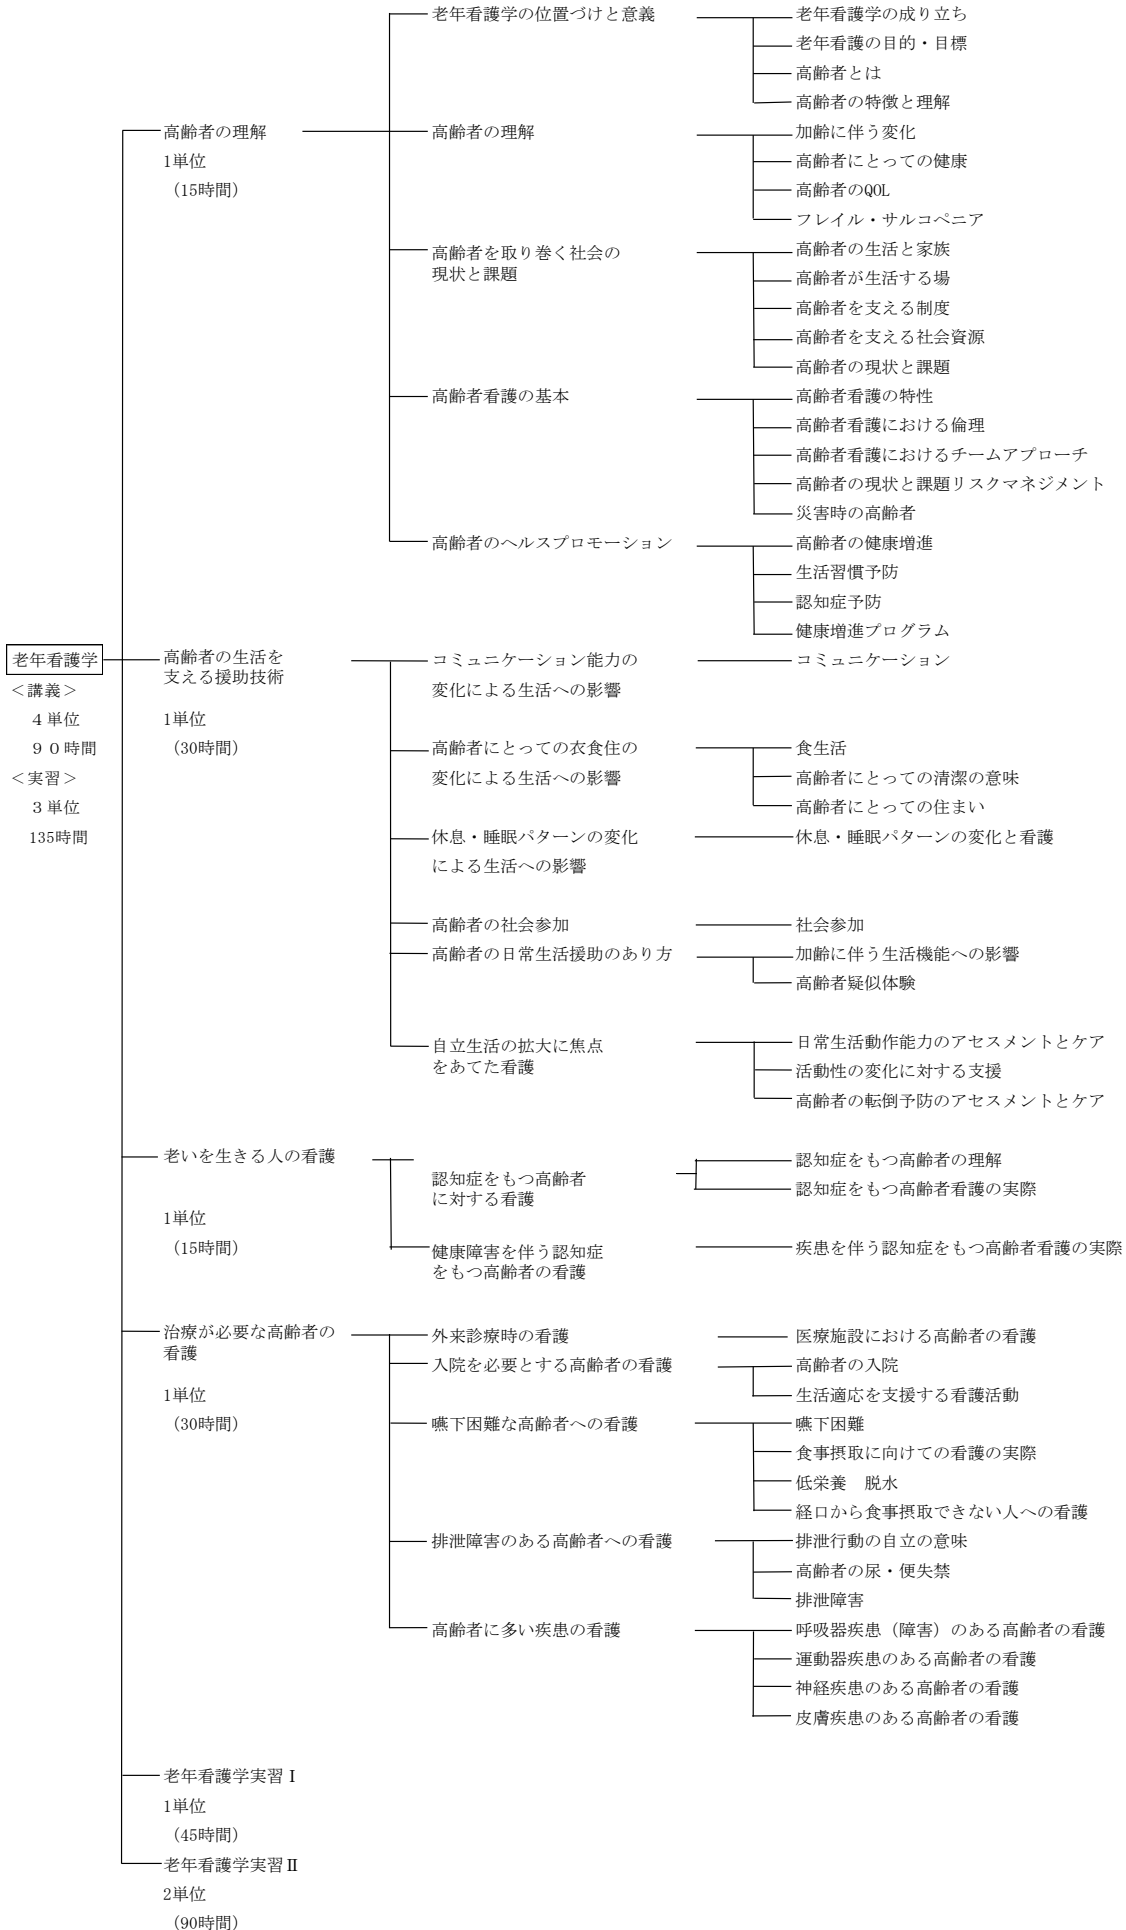 老年看護学の位置づけと意義 老年看護学の成り立ち
老年看護の目的・目標
高齢者とは
高齢者の特徴と理解
高齢者の理解 高齢者の理解 加齢に伴う変化
1単位 高齢者にとっての健康
（15時間） 高齢者のQOL
フレイル・サルコペニア
高齢者を取り巻く社会の 高齢者の生活と家族
現状と課題 高齢者が生活する場
高齢者を支える制度
高齢者を支える社会資源
高齢者の現状と課題
高齢者看護の基本 高齢者看護の特性
高齢者看護における倫理
高齢者看護におけるチームアプローチ
高齢者の現状と課題リスクマネジメント
災害時の高齢者
高齢者のヘルスプロモーション 高齢者の健康増進
生活習慣予防
認知症予防
健康増進プログラム
老年看護学 高齢者の生活を コミュニケーション能力の コミュニケーション
＜講義＞ 支える援助技術 変化による生活への影響
４単位 1単位
９０時間 （30時間） 高齢者にとっての衣食住の 食生活
＜実習＞ 変化による生活への影響 高齢者にとっての清潔の意味
３単位 高齢者にとっての住まい
135時間 休息・睡眠パターンの変化 休息・睡眠パターンの変化と看護
による生活への影響
高齢者の社会参加 社会参加
高齢者の日常生活援助のあり方 加齢に伴う生活機能への影響
高齢者疑似体験
自立生活の拡大に焦点 日常生活動作能力のアセスメントとケア
をあてた看護 活動性の変化に対する支援
高齢者の転倒予防のアセスメントとケア
老いを生きる人の看護 認知症をもつ高齢者 認知症をもつ高齢者の理解
に対する看護 認知症をもつ高齢者看護の実際
1単位
（15時間） 健康障害を伴う認知症 疾患を伴う認知症をもつ高齢者看護の実際
をもつ高齢者の看護
治療が必要な高齢者の 外来診療時の看護 医療施設における高齢者の看護
看護 入院を必要とする高齢者の看護 高齢者の入院
1単位 生活適応を支援する看護活動
（30時間） 嚥下困難な高齢者への看護 嚥下困難
食事摂取に向けての看護の実際
低栄養　脱水
経口から食事摂取できない人への看護
排泄障害のある高齢者への看護 排泄行動の自立の意味
高齢者の尿・便失禁
排泄障害
高齢者に多い疾患の看護 呼吸器疾患（障害）のある高齢者の看護
運動器疾患のある高齢者の看護
神経疾患のある高齢者の看護
皮膚疾患のある高齢者の看護
老年看護学実習Ⅰ
1単位
（45時間）
老年看護学実習Ⅱ
2単位
（90時間）